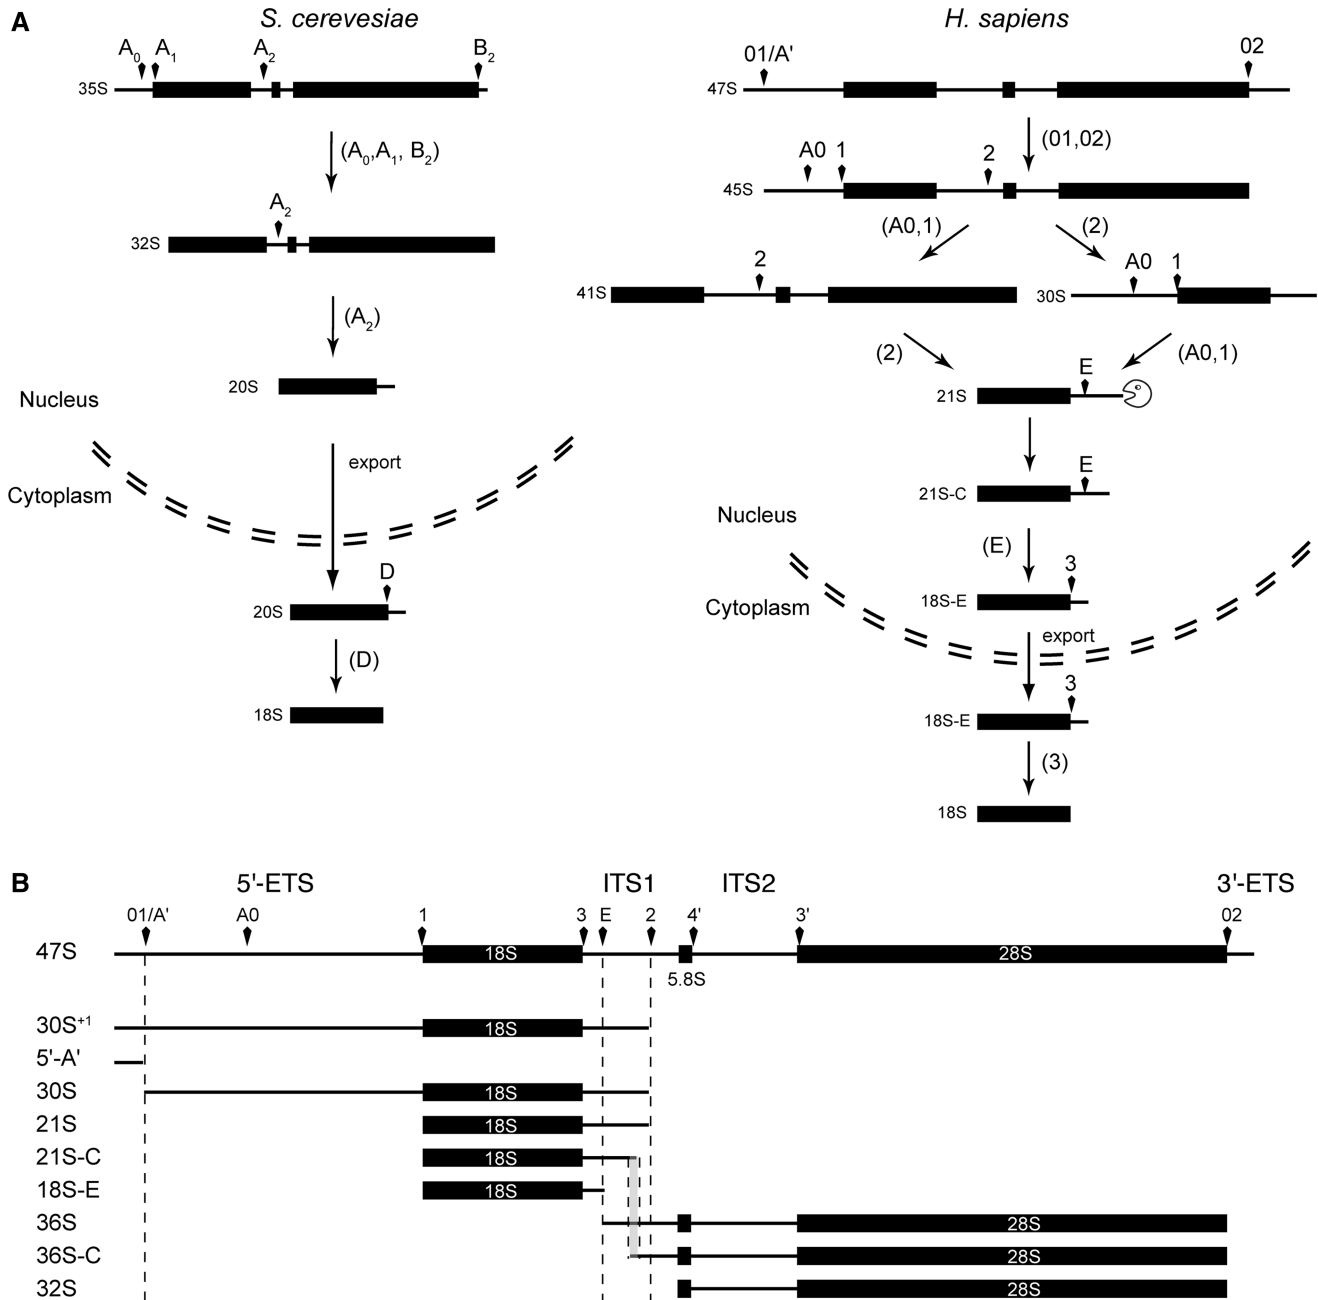 A
S. cerevesiae
A0 A1 A2 B2
35S
(A0,A1, B2)
A2
32S
(A2)
20S
Nucleus
export
Cytoplasm
D
20S
(D)
18S
H. sapiens
01/A' 02
47S
(01,02)
A0 1 2
45S
(A0,1) (2)
2
41S
A0 1
30S
(2) (A0,1)
E
21S
E
21S-C
Nucleus
(E)
3
18S-E
Cytoplasm
export
3
18S-E
(3)
18S
B
5'-ETS ITS1 ITS2 3'-ETS
01/A' A0 1 3 E 2 4' 3' 02
47S 18S 28S
5.8S
30S+1 18S
5'-A'
30S 18S
21S 18S
21S-C 18S
18S-E 18S
36S 28S
36S-C 28S
32S 28S